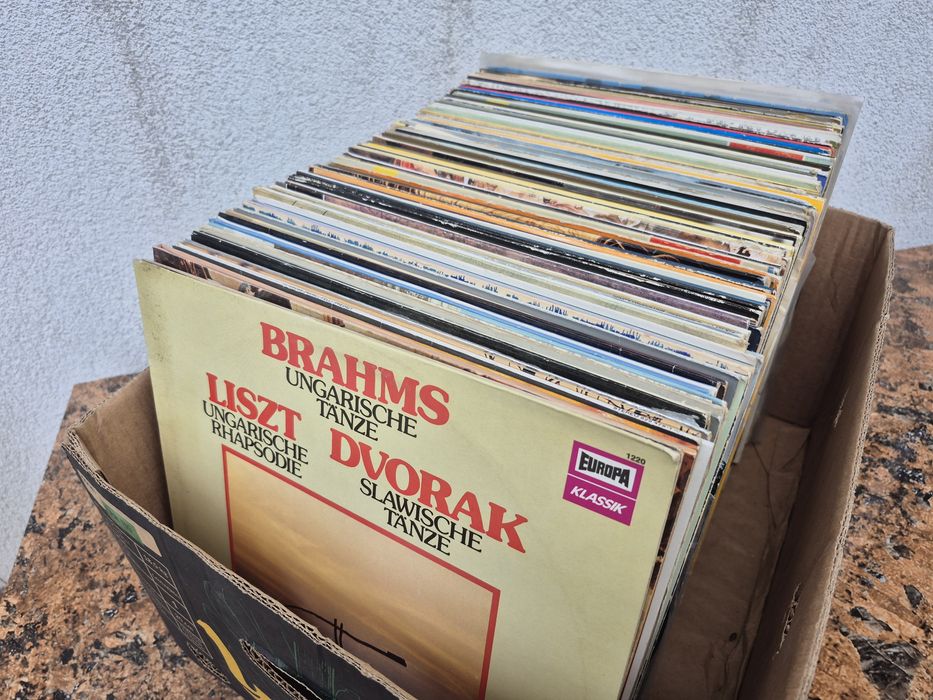 BRAHMS
UNGARISCHE
TÄNZE
LISZT
UNGARISCHE
RHAPSODIE
DVORAK
SLAWISCHE
TÄNZE
1220
EUROPA
KLASSIK